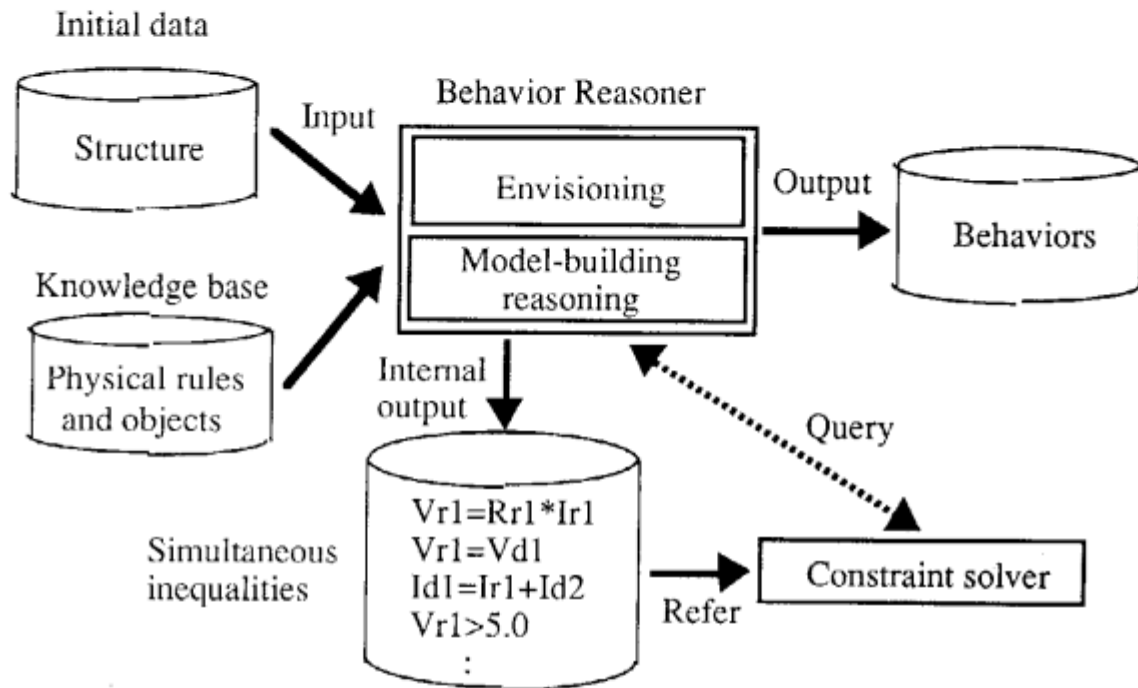 Initial data
Structure
Input
Behavior Reasoner
Envisioning
Model-building
reasoning
Output
Behaviors
Knowledge base
Physical rules
and objects
Internal
output
Query
Simultaneous
inequalities
Vr1=Rr1*Ir1
Vr1=Vd1
Id1=Ir1+Id2
Vr1>5.0
:
Refer
Constraint solver